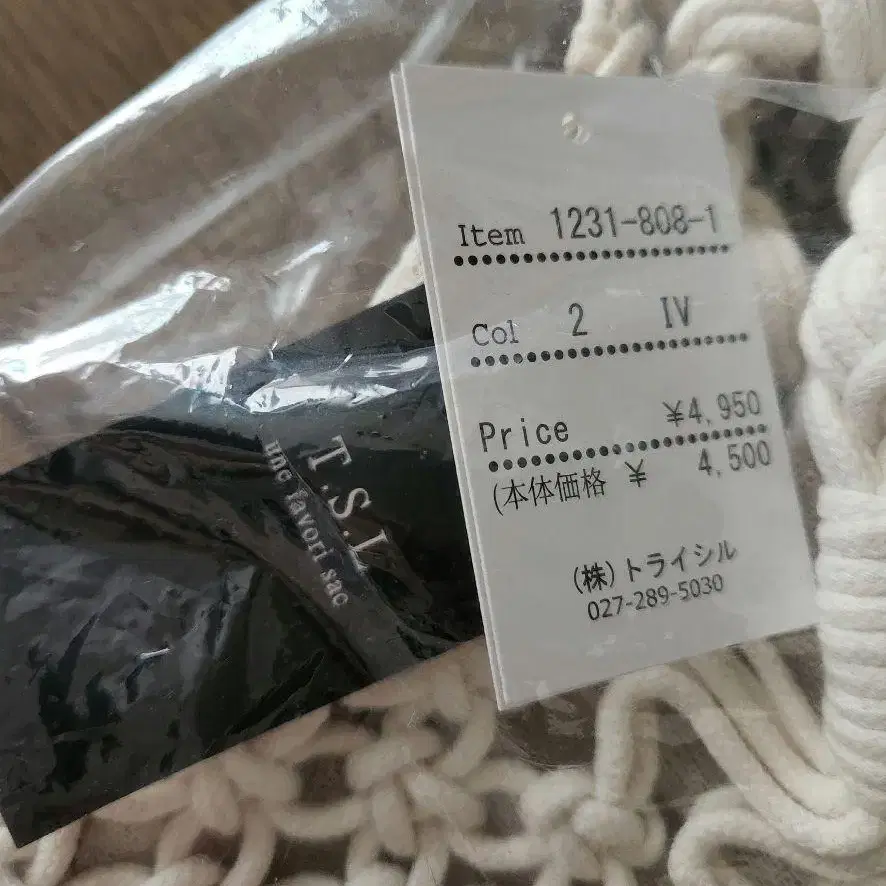 Item 1231-808-1
Col 2 IV
Price ¥4,950
(本体価格 ¥ 4,500
(株)トライシル
027-289-5030
T.S.L
une favori sac